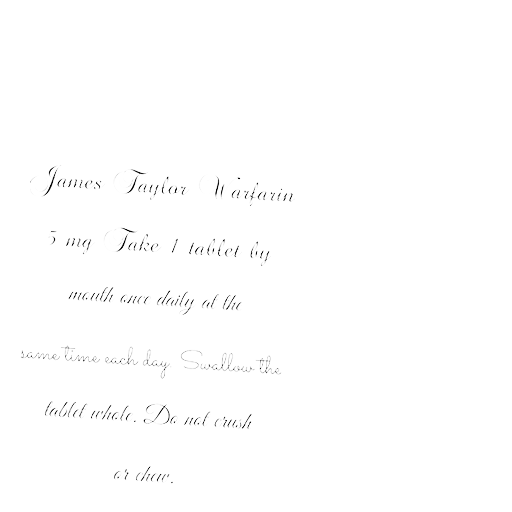 James Taylor Warfarin
5 mg Take 1 tablet by
mouth once daily at the
same time each day. Swallow the
tablet whole. Do not crush
or chew.